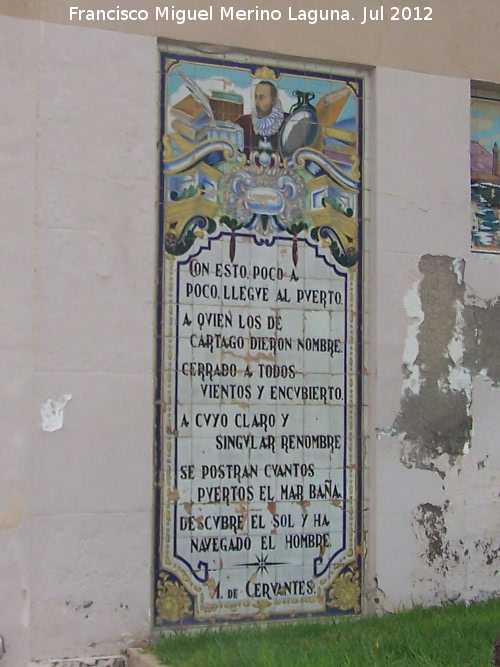 Francisco Miguel Merino Laguna. Jul 2012
CON ESTO, POCO A
POCO, LLEGVE AL PVERTO.
A QVIEN LOS DE
CARTAGO DIERON NOMBRE.
CERRADO A TODOS
VIENTOS Y ENCVBIERTO.
A CVYO CLARO Y
SINGVLAR RENOMBRE
SE POSTRAN CVANTOS
PVERTOS EL MAR BAÑA.
DESCVBRE EL SOL Y HA
NAVEGADO EL HOMBRE.
M. DE CERVANTES.